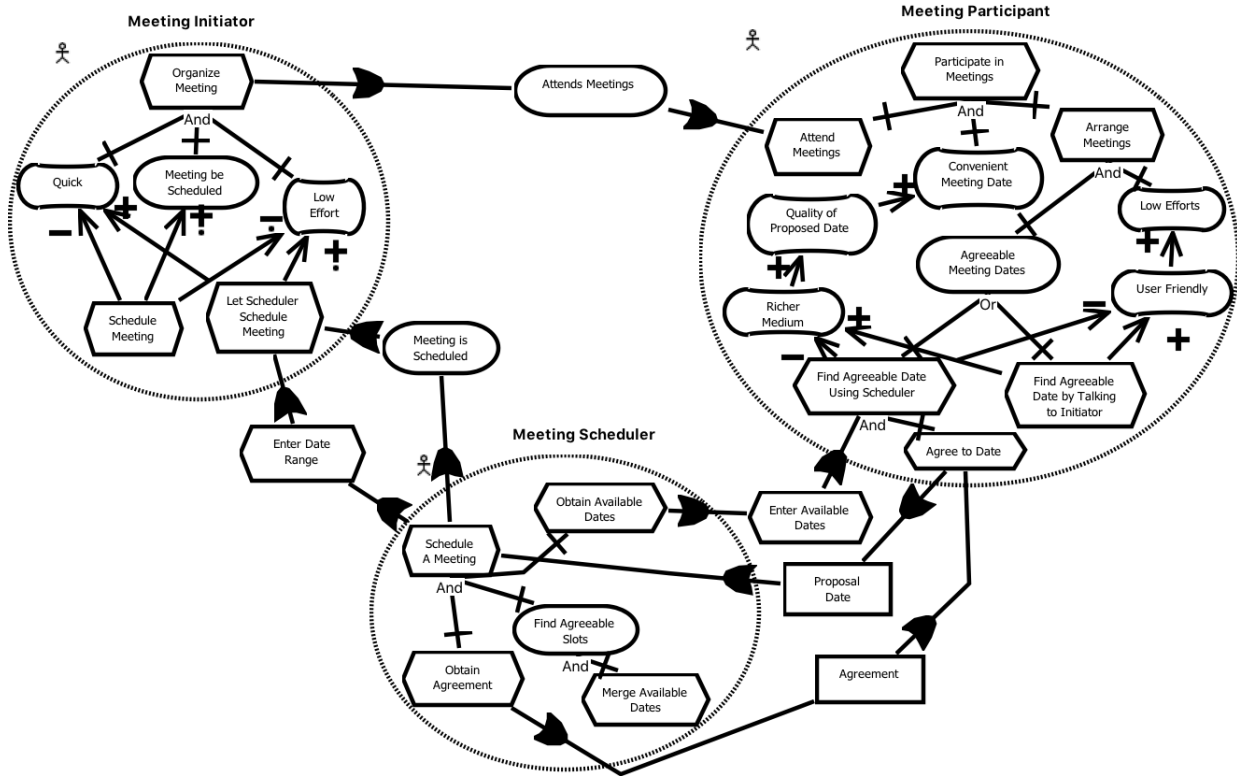 Meeting Initiator
Meeting Participant
Organize
Meeting
And
Quick
Meeting be
Scheduled
Low
Effort
Schedule
Meeting
Let Scheduler
Schedule
Meeting
Attends Meetings
Participate in
Meetings
And
Attend
Meetings
Arrange
Meetings
And
Convenient
Meeting Date
Quality of
Proposed Date
Low Efforts
Agreeable
Meeting Dates
Or
Richer
Medium
User Friendly
Find Agreeable Date
Using Scheduler
And
Find Agreeable
Date by Talking
to Initiator
Agree to Date
Meeting is
Scheduled
Enter Date
Range
Meeting Scheduler
Obtain Available
Dates
Enter Available
Dates
Schedule
A Meeting
And
Proposal
Date
Find Agreeable
Slots
And
Obtain
Agreement
Merge Available
Dates
Agreement